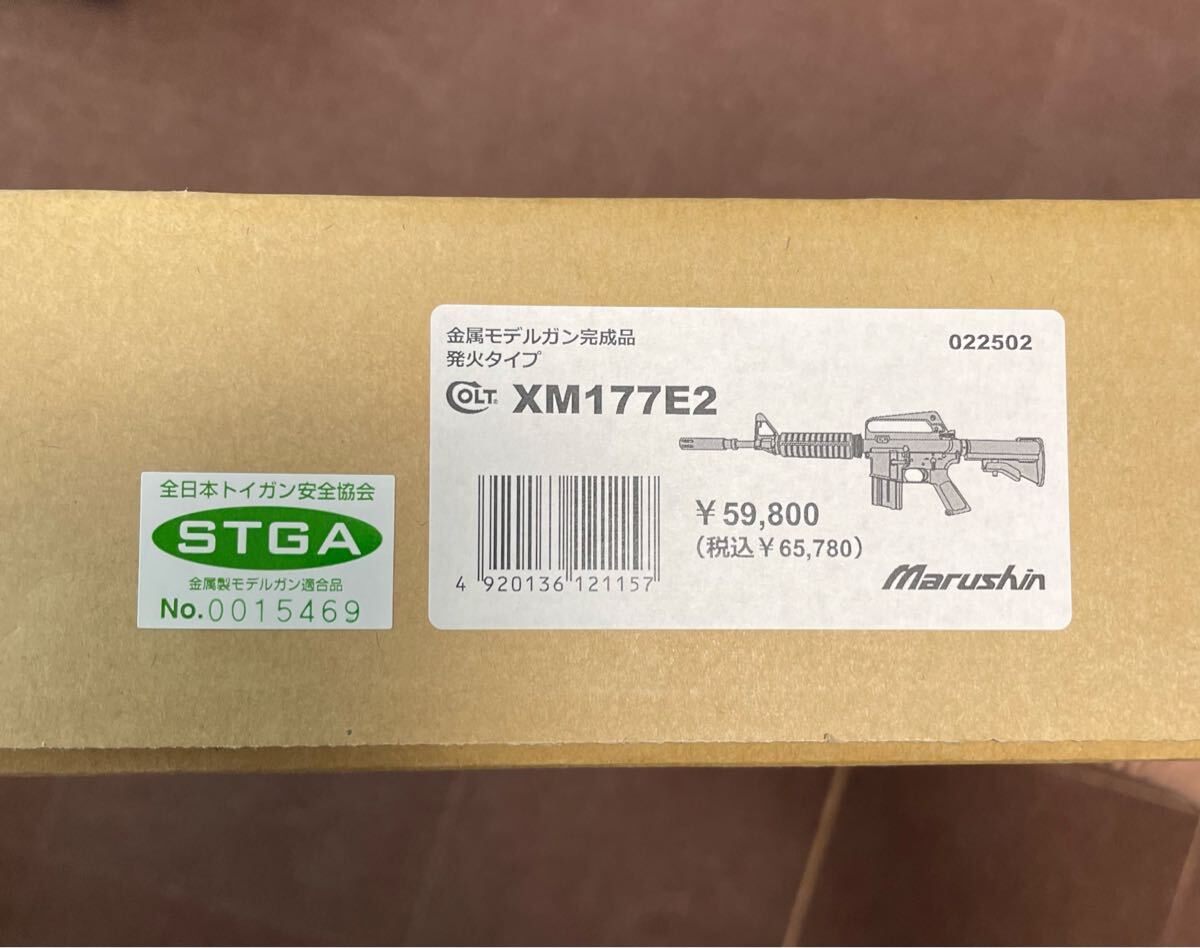 金属モデルガン完成品
発火タイプ
022502
COLT XM177E2
¥59,800
(税込¥65,780)
4 920136 121157
Marushin
全日本トイガン安全協会
STGA
金属製モデルガン適合品
No.0015469